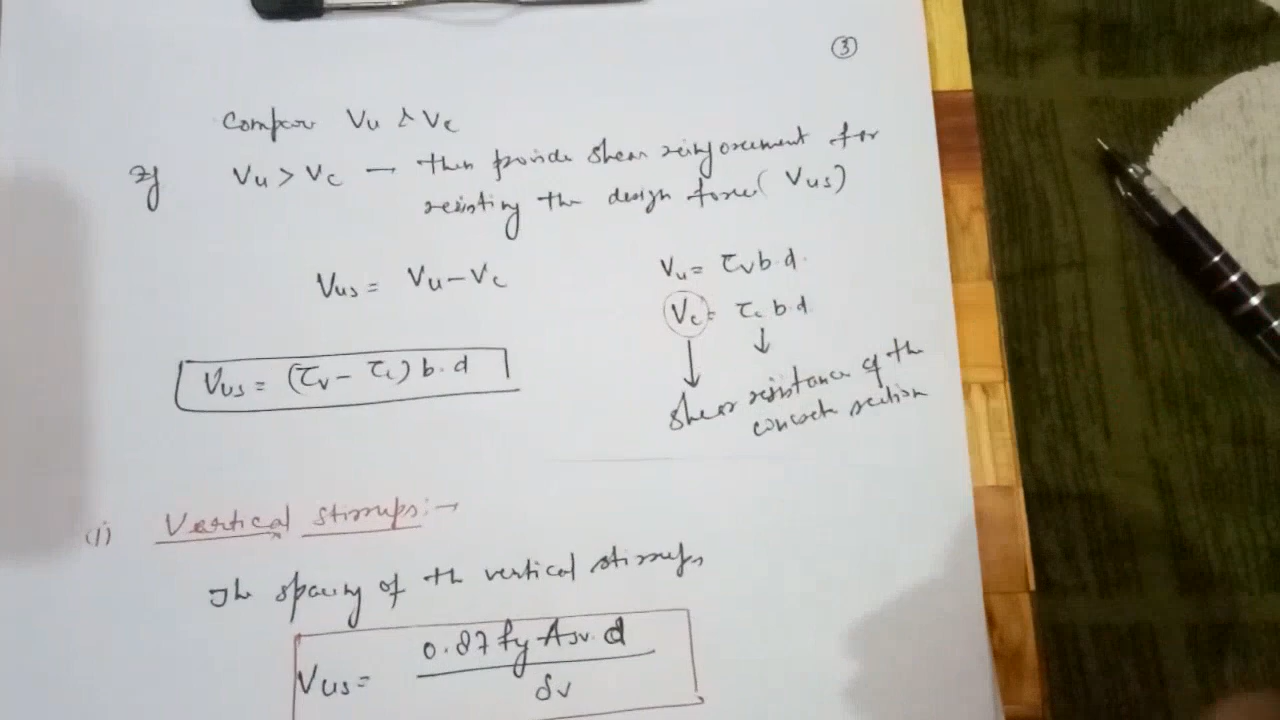 ③
Compare Vu & Vc
If Vu > Vc → then provide shear reinforcement for
resisting the design force (Vus)
Vus = Vu - Vc
Vus = (τv - τc) b.d
Vu = τv b.d.
Vc = τc b.d.
↓ ↓
shear resistance of the
concrete section
(i) Vertical stirrups:→
The spacing of the vertical stirrups
Vus = 0.87 fy Asv. d
Sv